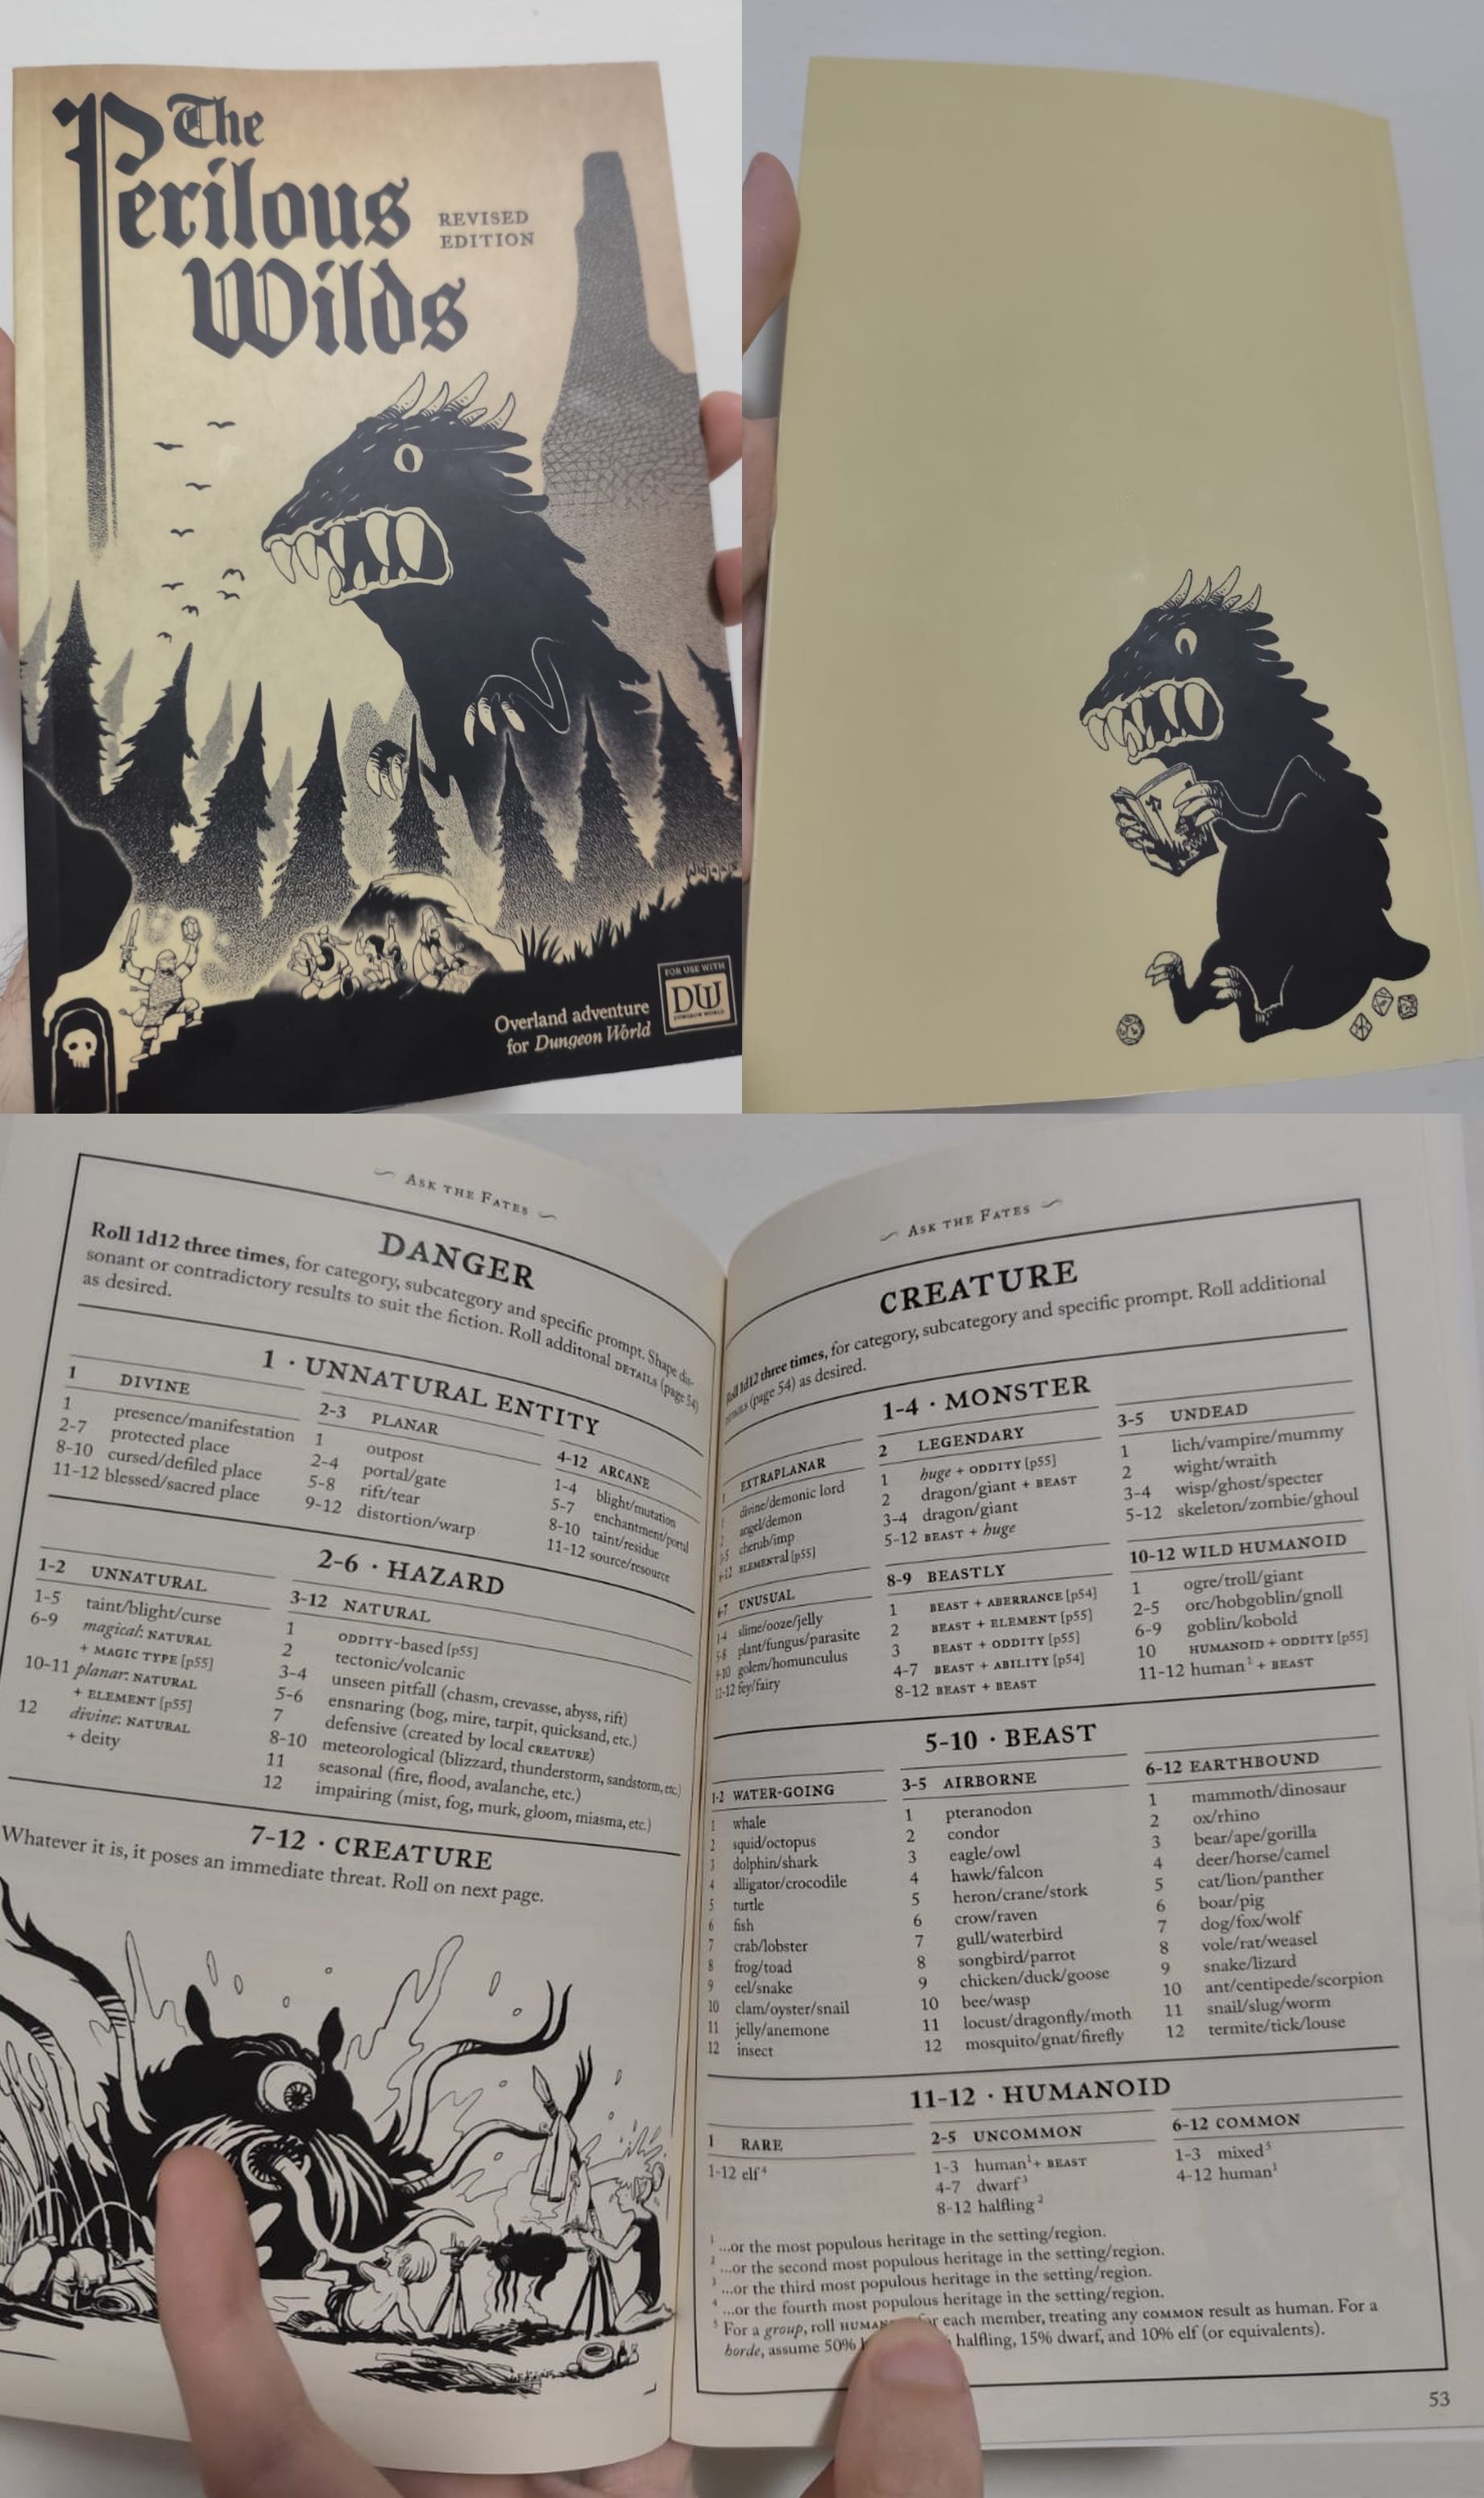 The
Perilous
Wilds
REVISED
EDITION
Overland adventure
for Dungeon World
FOR USE WITH
DW
DUNGEON WORLD
ASK THE FATES
DANGER
Roll 1d12 three times, for category, subcategory and specific prompt. Shape dis-
sonant or contradictory results to suit the fiction. Roll additonal DETAILS (page 54)
as desired.
1 · UNNATURAL ENTITY
1 DIVINE
1 presence/manifestation
2-7 protected place
8-10 cursed/defiled place
11-12 blessed/sacred place
2-3 PLANAR
1 outpost
2-4 portal/gate
5-8 rift/tear
9-12 distortion/warp
4-12 ARCANE
1-4 blight/mutation
5-7 enchantment/portal
8-10 taint/residue
11-12 source/resource
2-6 · HAZARD
1-2 UNNATURAL
1-5 taint/blight/curse
6-9 magical: NATURAL
+ MAGIC TYPE [p55]
10-11 planar: NATURAL
+ ELEMENT [p55]
12 divine: NATURAL
+ deity
3-12 NATURAL
1 ODDITY-based [p55]
2 tectonic/volcanic
3-4 unseen pitfall (chasm, crevasse, abyss, rift)
5-6 ensnaring (bog, mire, tarpit, quicksand, etc.)
7 defensive (created by local CREATURE)
8-10 meteorological (blizzard, thunderstorm, sandstorm, etc.)
11 seasonal (fire, flood, avalanche, etc.)
12 impairing (mist, fog, murk, gloom, miasma, etc.)
7-12 · CREATURE
Whatever it is, it poses an immediate threat. Roll on next page.
ASK THE FATES
CREATURE
Roll 1d12 three times, for category, subcategory and specific prompt. Roll additional
DETAILS (page 54) as desired.
1-4 · MONSTER
EXTRAPLANAR
divine/demonic lord
angel/demon
cherub/imp
ELEMENTAL [p55]
2 LEGENDARY
1 huge + ODDITY [p55]
2 dragon/giant + BEAST
3-4 dragon/giant
5-12 BEAST + huge
3-5 UNDEAD
1 lich/vampire/mummy
2 wight/wraith
3-4 wisp/ghost/specter
5-12 skeleton/zombie/ghoul
6-7 UNUSUAL
1-4 slime/ooze/jelly
5-8 plant/fungus/parasite
9-10 golem/homunculus
11-12 fey/fairy
8-9 BEASTLY
1 BEAST + ABERRANCE [p54]
2 BEAST + ELEMENT [p55]
3 BEAST + ODDITY [p55]
4-7 BEAST + ABILITY [p54]
8-12 BEAST + BEAST
10-12 WILD HUMANOID
1 ogre/troll/giant
2-5 orc/hobgoblin/gnoll
6-9 goblin/kobold
10 HUMANOID + ODDITY [p55]
11-12 human¹ + BEAST
5-10 · BEAST
1-2 WATER-GOING
1 whale
2 squid/octopus
3 dolphin/shark
4 alligator/crocodile
5 turtle
6 fish
7 crab/lobster
8 frog/toad
9 eel/snake
10 clam/oyster/snail
11 jelly/anemone
12 insect
3-5 AIRBORNE
1 pteranodon
2 condor
3 eagle/owl
4 hawk/falcon
5 heron/crane/stork
6 crow/raven
7 gull/waterbird
8 songbird/parrot
9 chicken/duck/goose
10 bee/wasp
11 locust/dragonfly/moth
12 mosquito/gnat/firefly
6-12 EARTHBOUND
1 mammoth/dinosaur
2 ox/rhino
3 bear/ape/gorilla
4 deer/horse/camel
5 cat/lion/panther
6 boar/pig
7 dog/fox/wolf
8 vole/rat/weasel
9 snake/lizard
10 ant/centipede/scorpion
11 snail/slug/worm
12 termite/tick/louse
11-12 · HUMANOID
1 RARE
1-12 elf⁴
2-5 UNCOMMON
1-3 human¹+ BEAST
4-7 dwarf³
8-12 halfling²
6-12 COMMON
1-3 mixed⁵
4-12 human¹
¹ ...or the most populous heritage in the setting/region.
² ...or the second most populous heritage in the setting/region.
³ ...or the third most populous heritage in the setting/region.
⁴ ...or the fourth most populous heritage in the setting/region.
⁵ For a group, roll each member, treating any COMMON result as human. For a
horde, assume 50% halfling, 15% dwarf, and 10% elf (or equivalents).
53